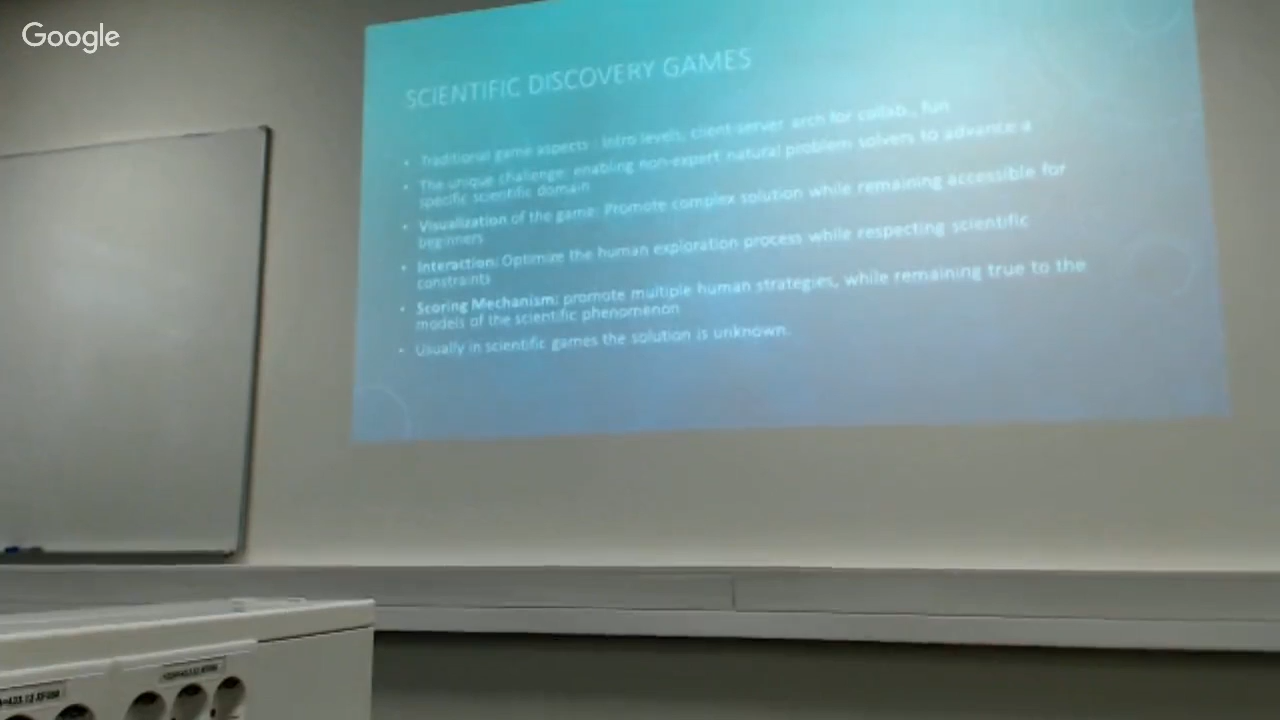 Google
SCIENTIFIC DISCOVERY GAMES
• Traditional game aspects : Intro levels, client-server arch for collab., fun
• The unique challenge: enabling non-expert natural problem solvers to advance a
specific scientific domain
• Visualization of the game: Promote complex solution while remaining accessible for
beginners
• Interaction: Optimize the human exploration process while respecting scientific
constraints
• Scoring Mechanism: promote multiple human strategies, while remaining true to the
models of the scientific phenomenon
• Usually in scientific games the solution is unknown.